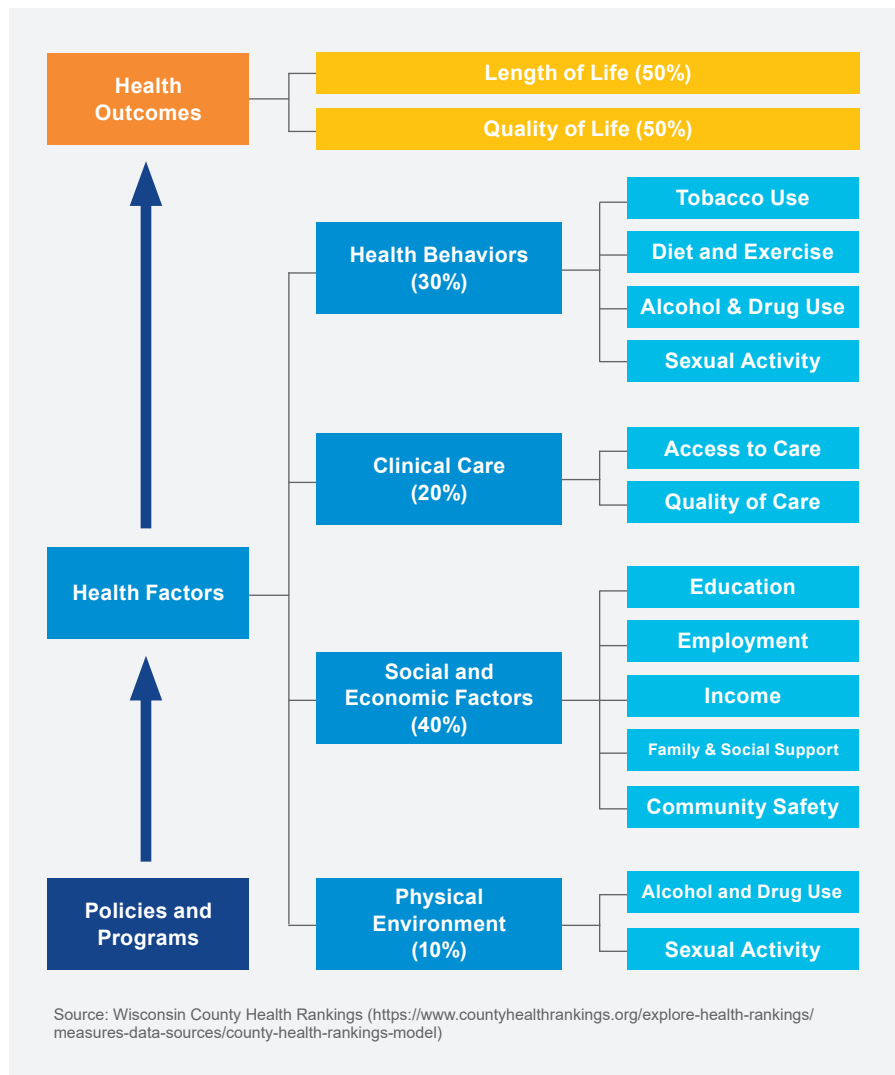 Health
Outcomes
Length of Life (50%)
Quality of Life (50%)
Health Behaviors
(30%)
Tobacco Use
Diet and Exercise
Alcohol & Drug Use
Sexual Activity
Clinical Care
(20%)
Access to Care
Quality of Care
Health Factors
Social and
Economic Factors
(40%)
Education
Employment
Income
Family & Social Support
Community Safety
Policies and
Programs
Physical
Environment
(10%)
Alcohol and Drug Use
Sexual Activity
Source: Wisconsin County Health Rankings (https://www.countyhealthrankings.org/explore-health-rankings/
measures-data-sources/county-health-rankings-model)